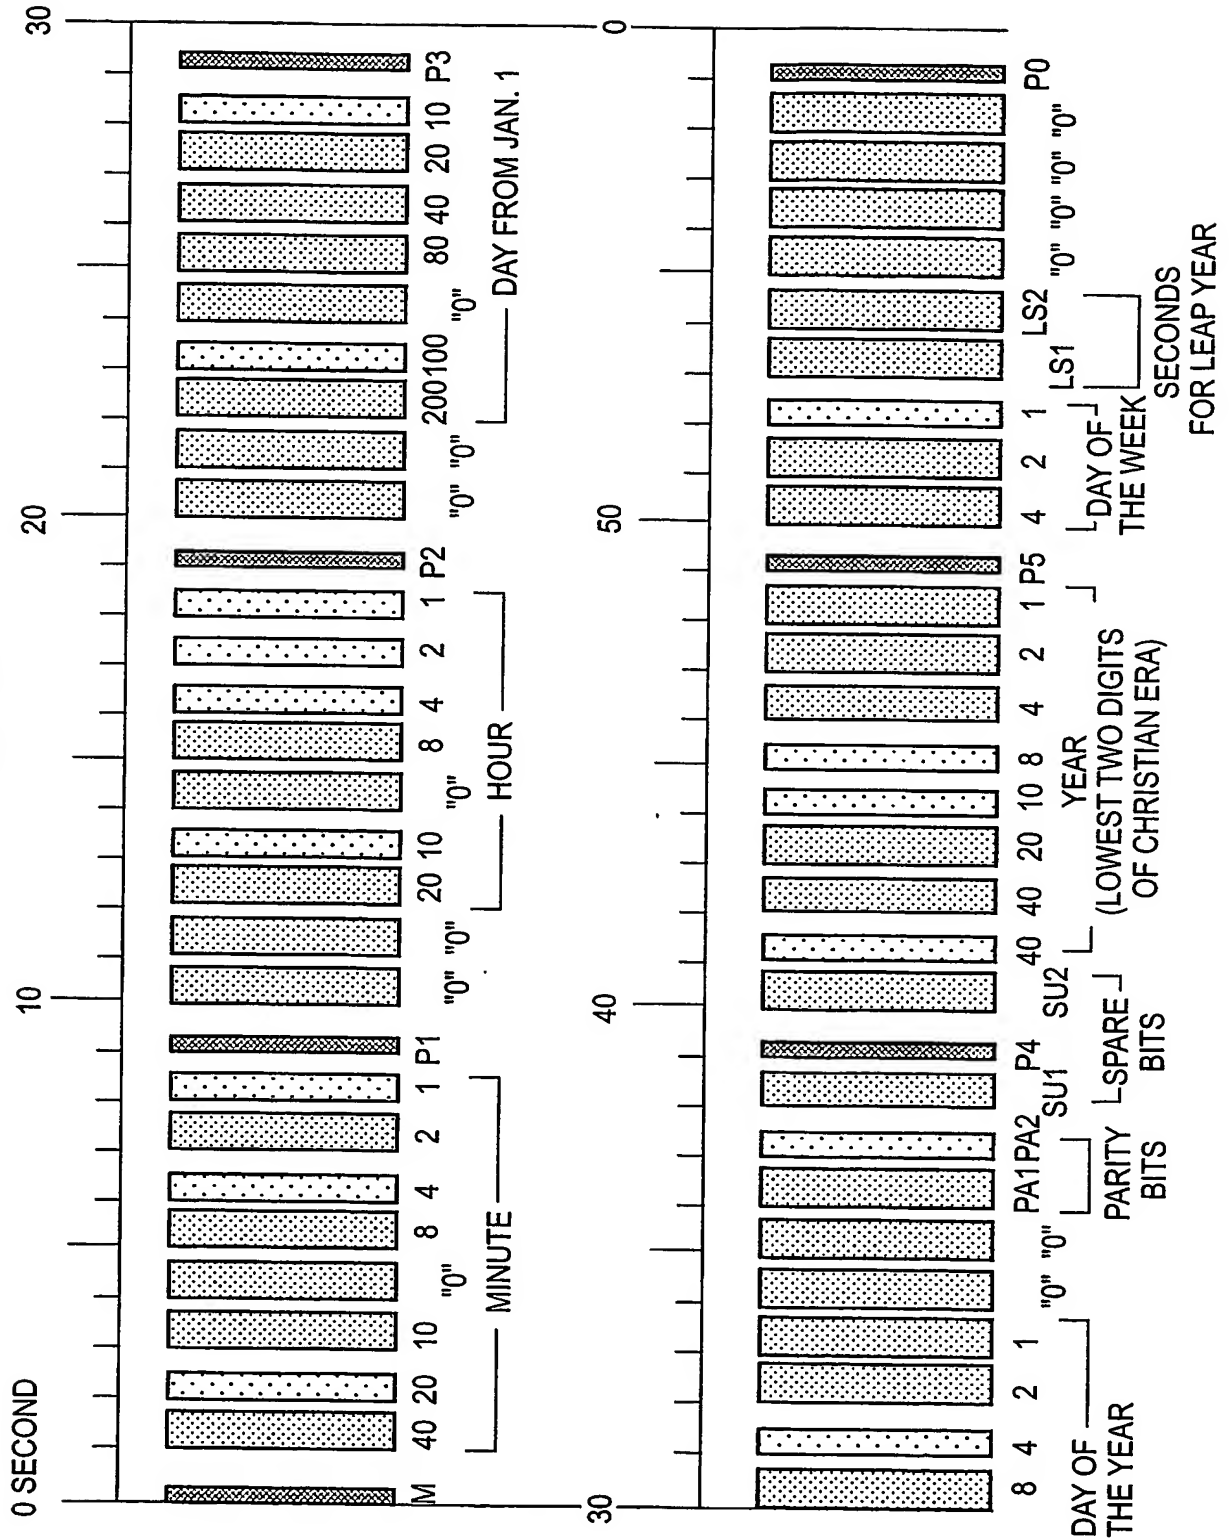 0 SECOND 10 20 30
M 40 20 10 "0" 8 4 2 1 P1 "0" "0" 20 10 "0" 8 4 2 1 P2 "0" "0" 200 100 "0" 80 40 20 10 P3
MINUTE HOUR DAY FROM JAN. 1
30 40 50 0
8 4 2 1 "0" "0" PA1 PA2 SU1 P4 SU2 40 40 20 10 8 4 2 1 P5 4 2 1 LS1 LS2 "0" "0" "0" "0" P0
DAY OF
THE YEAR
PARITY
BITS
SPARE
BITS
YEAR
(LOWEST TWO DIGITS
OF CHRISTIAN ERA)
DAY OF
THE WEEK
SECONDS
FOR LEAP YEAR